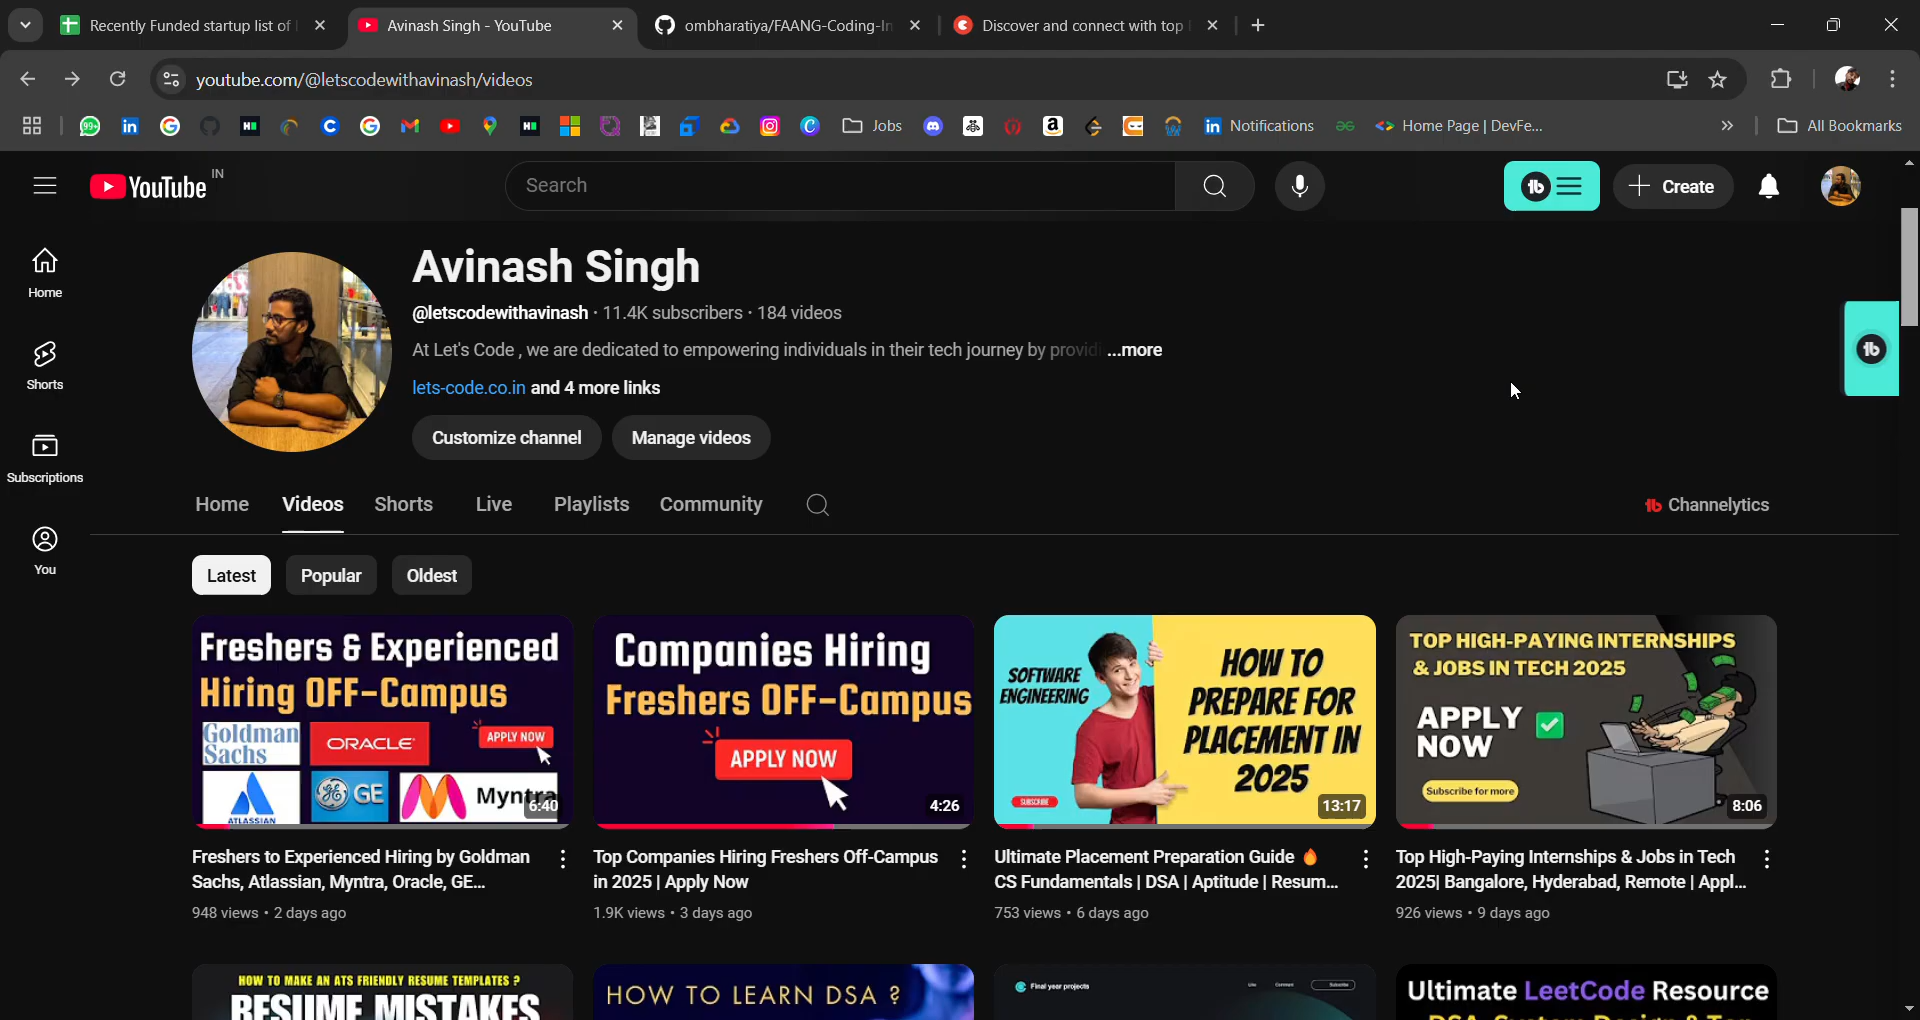 Recently Funded startup list of
Avinash Singh - YouTube
ombharatiya/FAANG-Coding-In
Discover and connect with top
youtube.com/@letscodewithavinash/videos
99+
Jobs
Notifications
Home Page | DevFe...
All Bookmarks
YouTube IN
Search
Create
Home
Shorts
Subscriptions
You
Avinash Singh
@letscodewithavinash · 11.4K subscribers · 184 videos
At Let's Code , we are dedicated to empowering individuals in their tech journey by providi ...more
lets-code.co.in and 4 more links
Customize channel
Manage videos
Home
Videos
Shorts
Live
Playlists
Community
Channelytics
Latest
Popular
Oldest
Freshers & Experienced
Hiring OFF-Campus
Goldman
Sachs
ORACLE
APPLY NOW
ATLASSIAN
GE
Myntra
6:40
Freshers to Experienced Hiring by Goldman
Sachs, Atlassian, Myntra, Oracle, GE...
948 views · 2 days ago
Companies Hiring
Freshers OFF-Campus
APPLY NOW
4:26
Top Companies Hiring Freshers Off-Campus
in 2025 | Apply Now
1.9K views · 3 days ago
SOFTWARE
ENGINEERING
HOW TO
PREPARE FOR
PLACEMENT IN
2025
SUBSCRIBE
13:17
Ultimate Placement Preparation Guide 🔥
CS Fundamentals | DSA | Aptitude | Resum...
753 views · 6 days ago
TOP HIGH-PAYING INTERNSHIPS
& JOBS IN TECH 2025
APPLY
NOW
Subscribe for more
8:06
Top High-Paying Internships & Jobs in Tech
2025| Bangalore, Hyderabad, Remote | Appl...
926 views · 9 days ago
HOW TO MAKE AN ATS FRIENDLY RESUME TEMPLATES ?
RESUME MISTAKES
HOW TO LEARN DSA ?
Final year projects
Like
Comment
Subscribe
Ultimate LeetCode Resource
DSA, System Design & Top